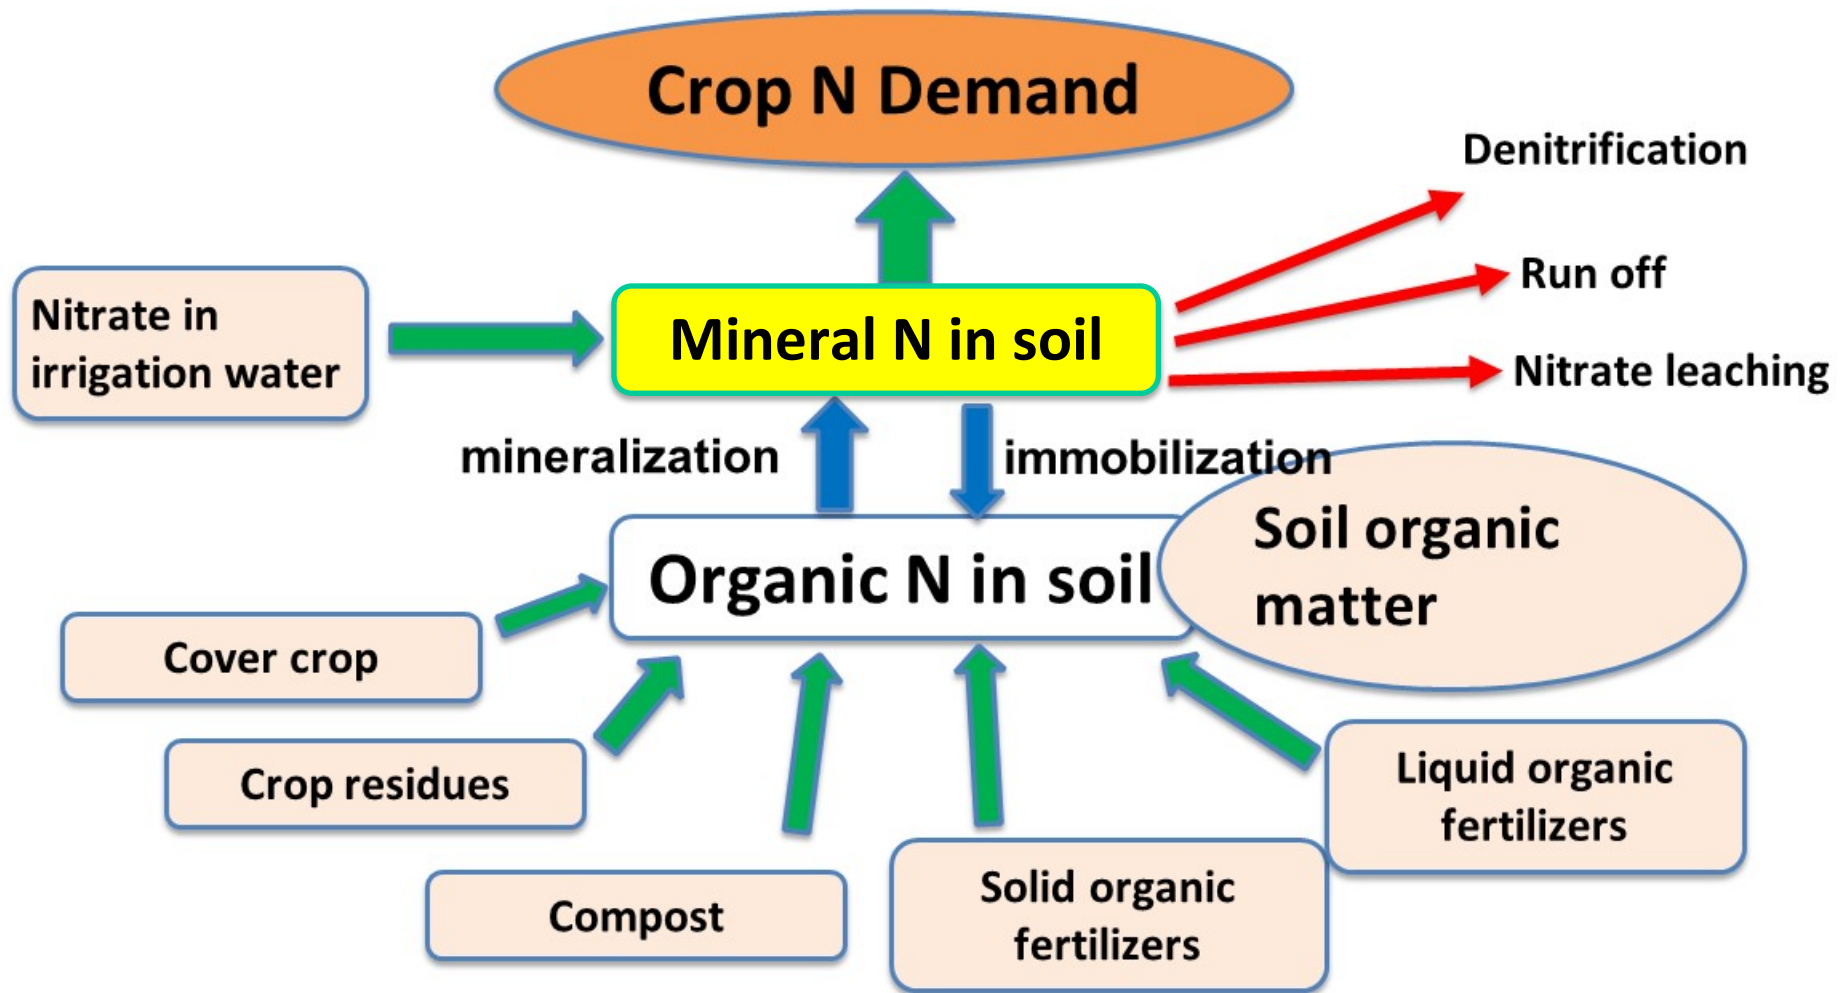 Crop N Demand
Denitrification
Run off
Nitrate in
irrigation water
Mineral N in soil
Nitrate leaching
mineralization
immobilization
Soil organic
matter
Organic N in soil
Cover crop
Crop residues
Liquid organic
fertilizers
Compost
Solid organic
fertilizers